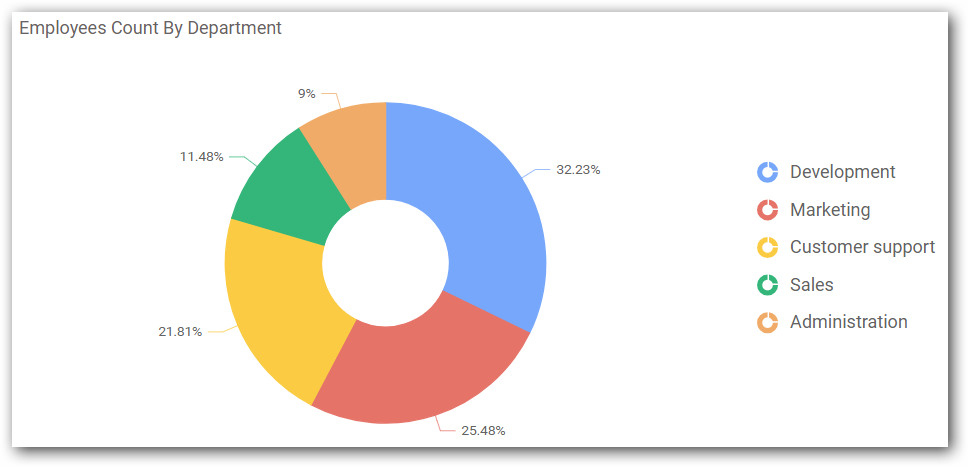 Employees Count By Department
9%
11.48%
32.23%
21.81%
25.48%
Development
Marketing
Customer support
Sales
Administration